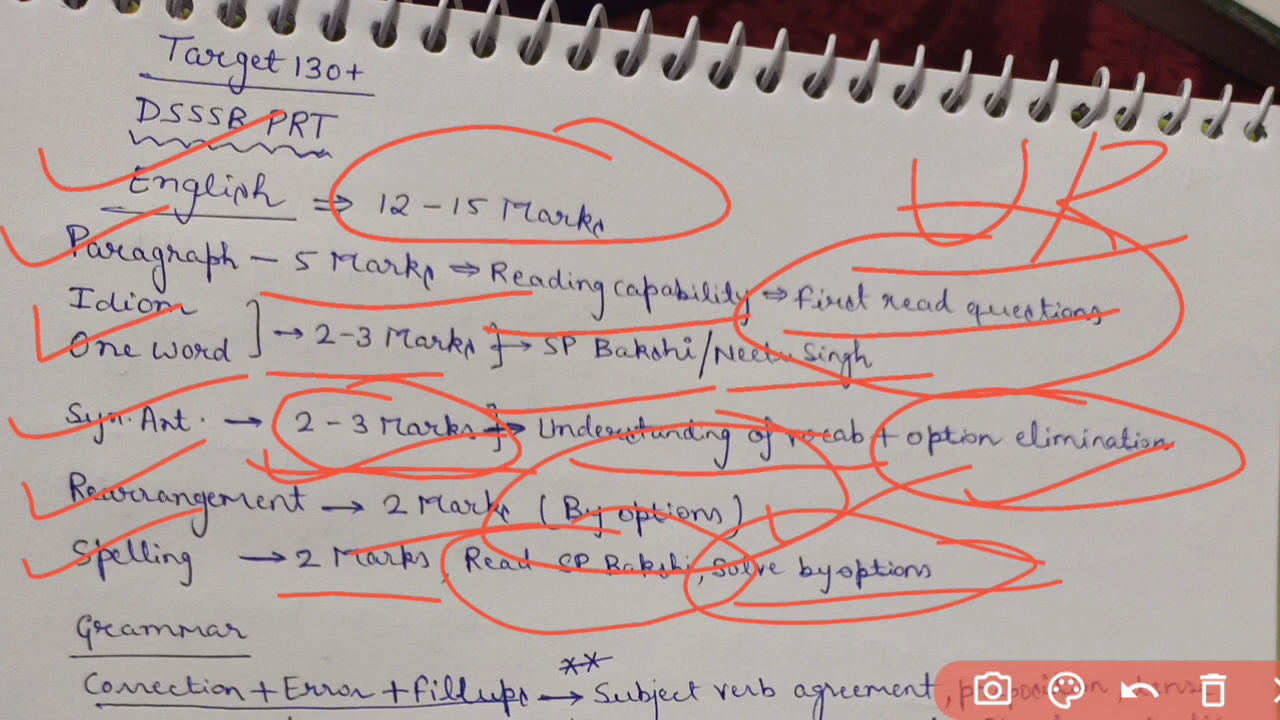 Target 130+
DSSSB PRT
UR
English ⇒ 12-15 Marks
Paragraph - 5 Marks ⇒ Reading capability ⇒ first read questions
Idiom
One word ] → 2-3 Marks ] → SP Bakshi/Neetu Singh
Syn. Ant. → 2-3 Marks ] → Understanding of vocab + option elimination
Rearrangement → 2 Marks (By options)
Spelling → 2 Marks, Read SP Bakshi, Solve by options
Grammar
**
Correction + Error + fillups → Subject verb agreement, preposition, tense